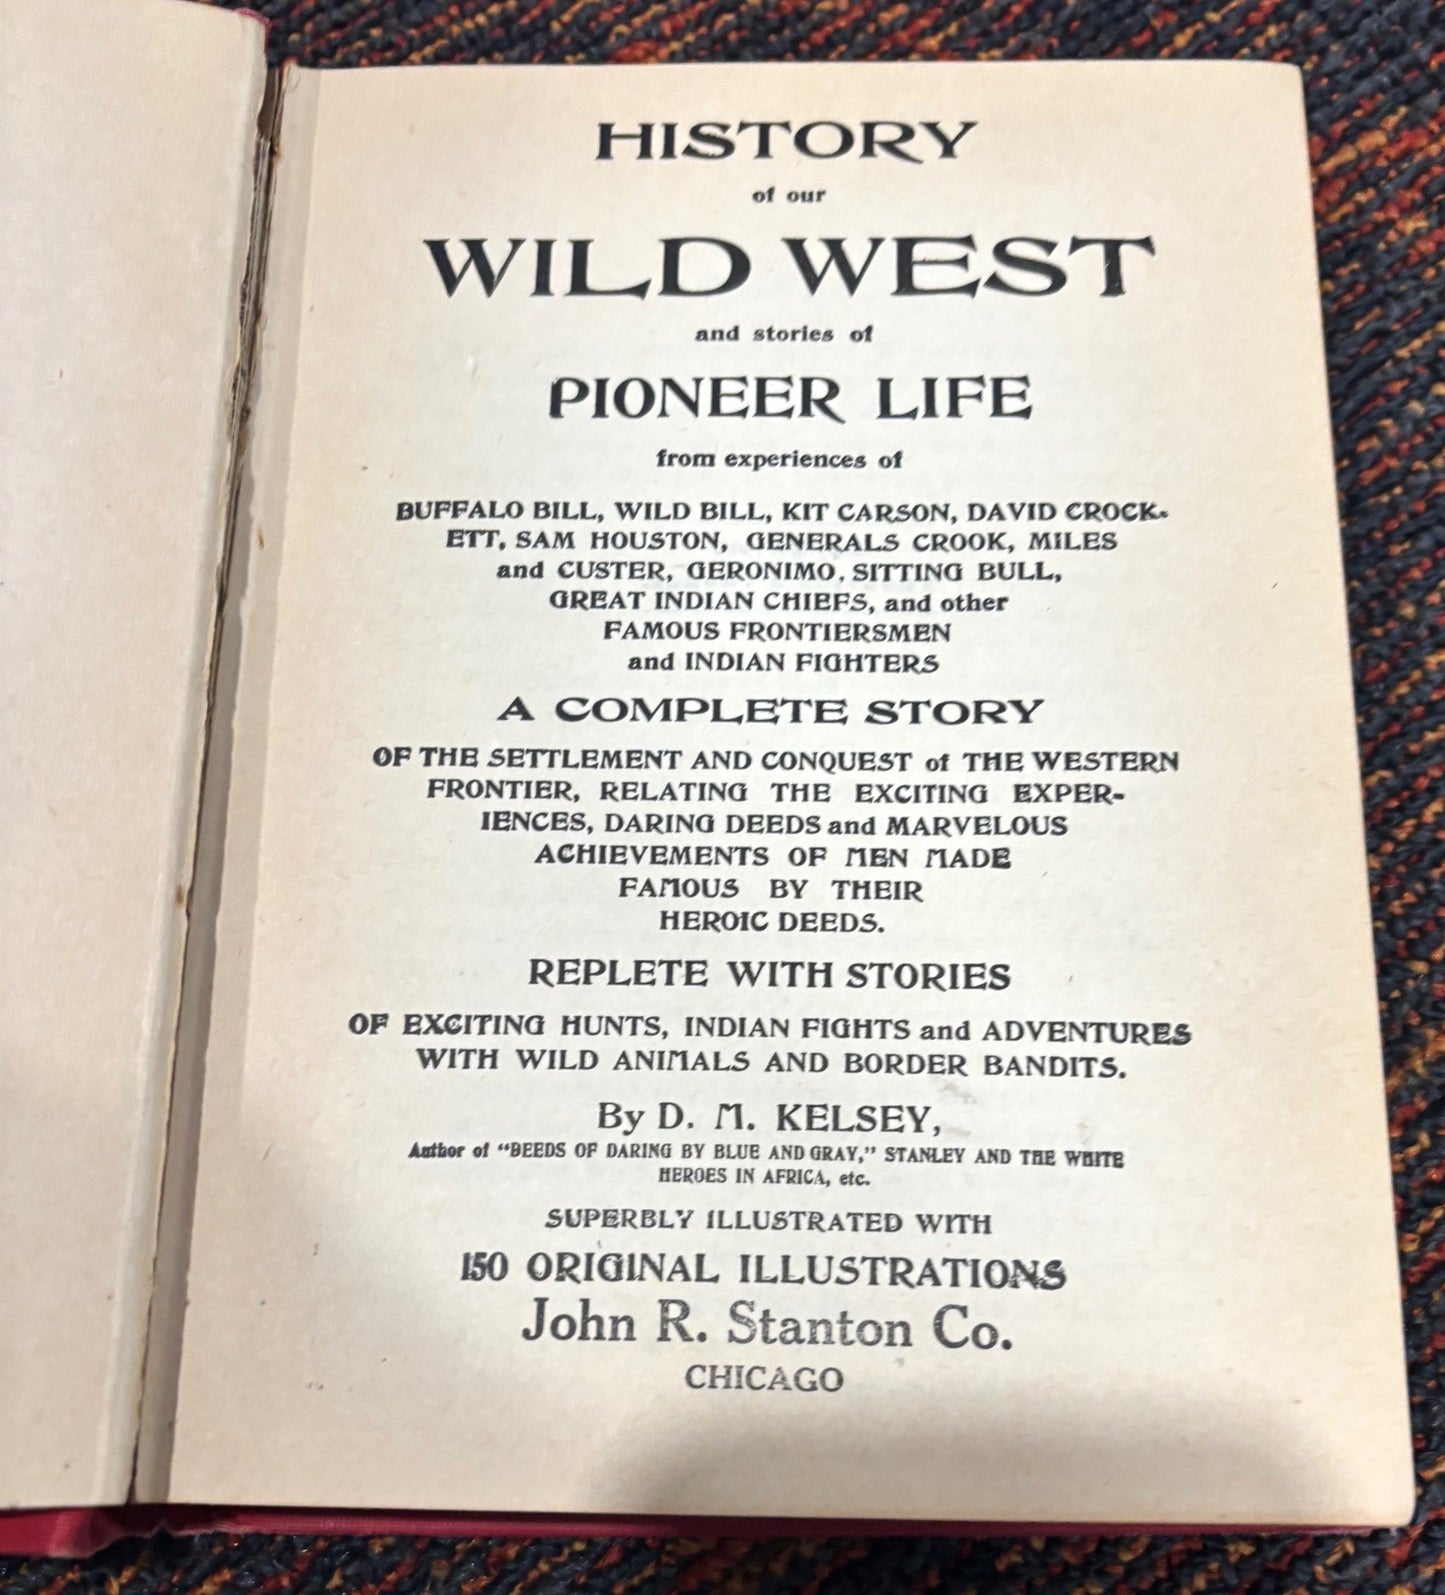 HISTORY
of our
WILD WEST
and stories of
PIONEER LIFE
from experiences of
BUFFALO BILL, WILD BILL, KIT CARSON, DAVID CROCK-
ETT, SAM HOUSTON, GENERALS CROOK, MILES
and CUSTER, GERONIMO, SITTING BULL,
GREAT INDIAN CHIEFS, and other
FAMOUS FRONTIERSMEN
and INDIAN FIGHTERS
A COMPLETE STORY
OF THE SETTLEMENT AND CONQUEST of THE WESTERN
FRONTIER, RELATING THE EXCITING EXPER-
IENCES, DARING DEEDS and MARVELOUS
ACHIEVEMENTS OF MEN MADE
FAMOUS BY THEIR
HEROIC DEEDS.
REPLETE WITH STORIES
OF EXCITING HUNTS, INDIAN FIGHTS and ADVENTURES
WITH WILD ANIMALS AND BORDER BANDITS.
By D. M. KELSEY,
Author of "DEEDS OF DARING BY BLUE AND GRAY," STANLEY AND THE WHITE
HEROES IN AFRICA, etc.
SUPERBLY ILLUSTRATED WITH
150 ORIGINAL ILLUSTRATIONS
John R. Stanton Co.
CHICAGO